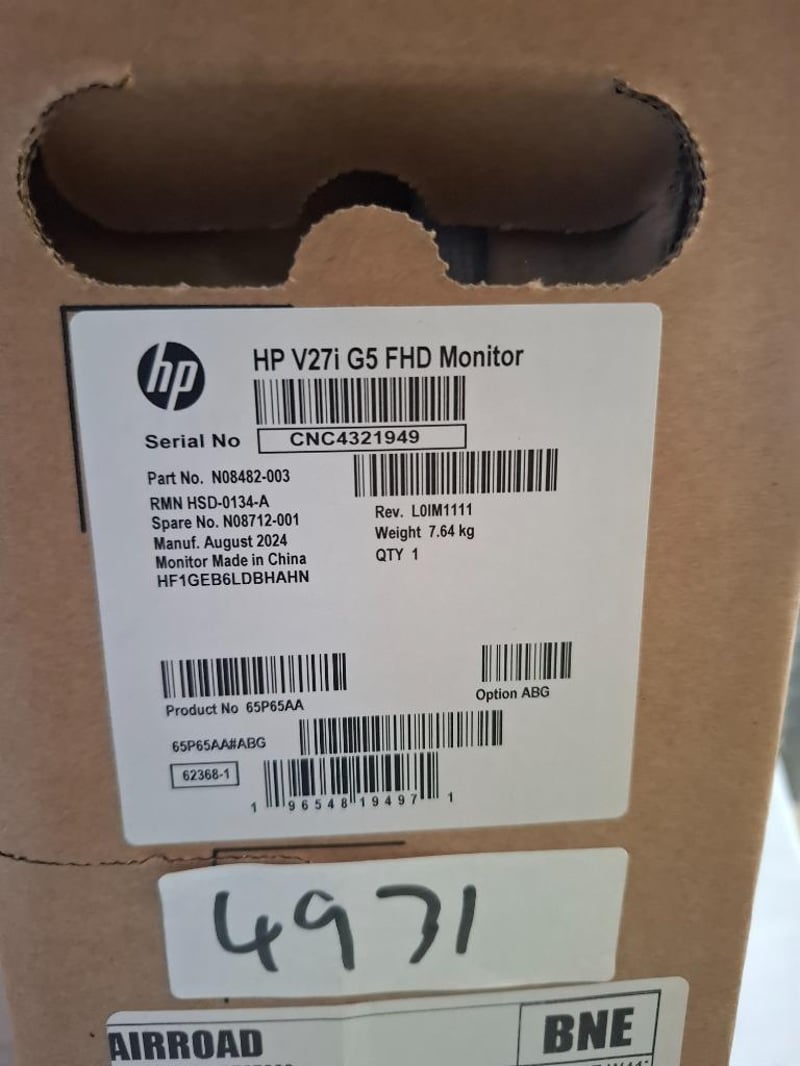 hp
HP V27i G5 FHD Monitor
Serial No CNC4321949
Part No. N08482-003
RMN HSD-0134-A
Spare No. N08712-001
Manuf. August 2024
Monitor Made in China
HF1GEB6LDBHAHN
Rev. L0IM1111
Weight 7.64 kg
QTY 1
Product No 65P65AA
Option ABG
65P65AA#ABG
62368-1
1 96548 19497 1
4931
AIRROAD
BNE